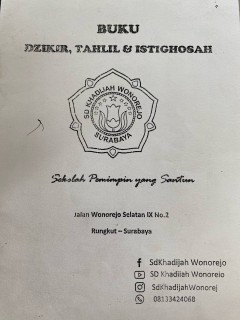 BUKU
DZIKIR, TAHLIL & ISTIGHOSAH
SD KHADIJAH WONOREJO
SURABAYA
Sekolah Pemimpin yang Santun
Jalan Wonorejo Selatan IX No.2
Rungkut – Surabaya
SdKhadijah Wonorejo
SD Khadijah Wonorejo
@SdKhadijahWonorej
08133424068